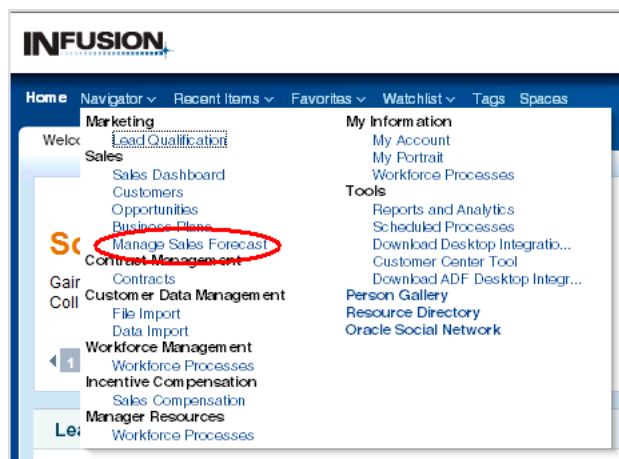 INFUSION
Home Navigator Recent Items Favorites Watchlist Tags Spaces
Marketing
Lead Qualification
Sales
Sales Dashboard
Customers
Opportunities
Business Plans
Manage Sales Forecast
Contract Management
Contracts
Customer Data Management
File Import
Data Import
Workforce Management
Workforce Processes
Incentive Compensation
Sales Compensation
Manager Resources
Workforce Processes
My Information
My Account
My Portrait
Workforce Processes
Tools
Reports and Analytics
Scheduled Processes
Download Desktop Integratio...
Customer Center Tool
Download ADF Desktop Integr...
Person Gallery
Resource Directory
Oracle Social Network
Welc
Gair
Coll
1